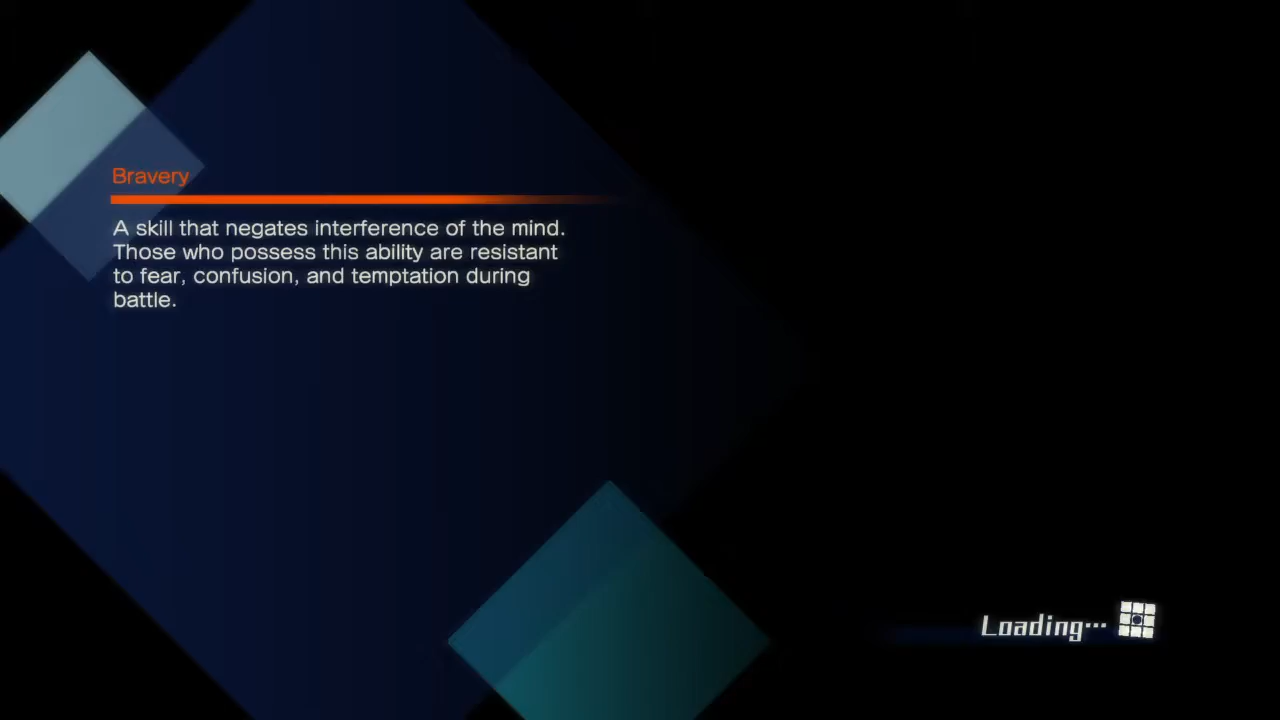 Bravery
A skill that negates interference of the mind.
Those who possess this ability are resistant
to fear, confusion, and temptation during
battle.
Loading…